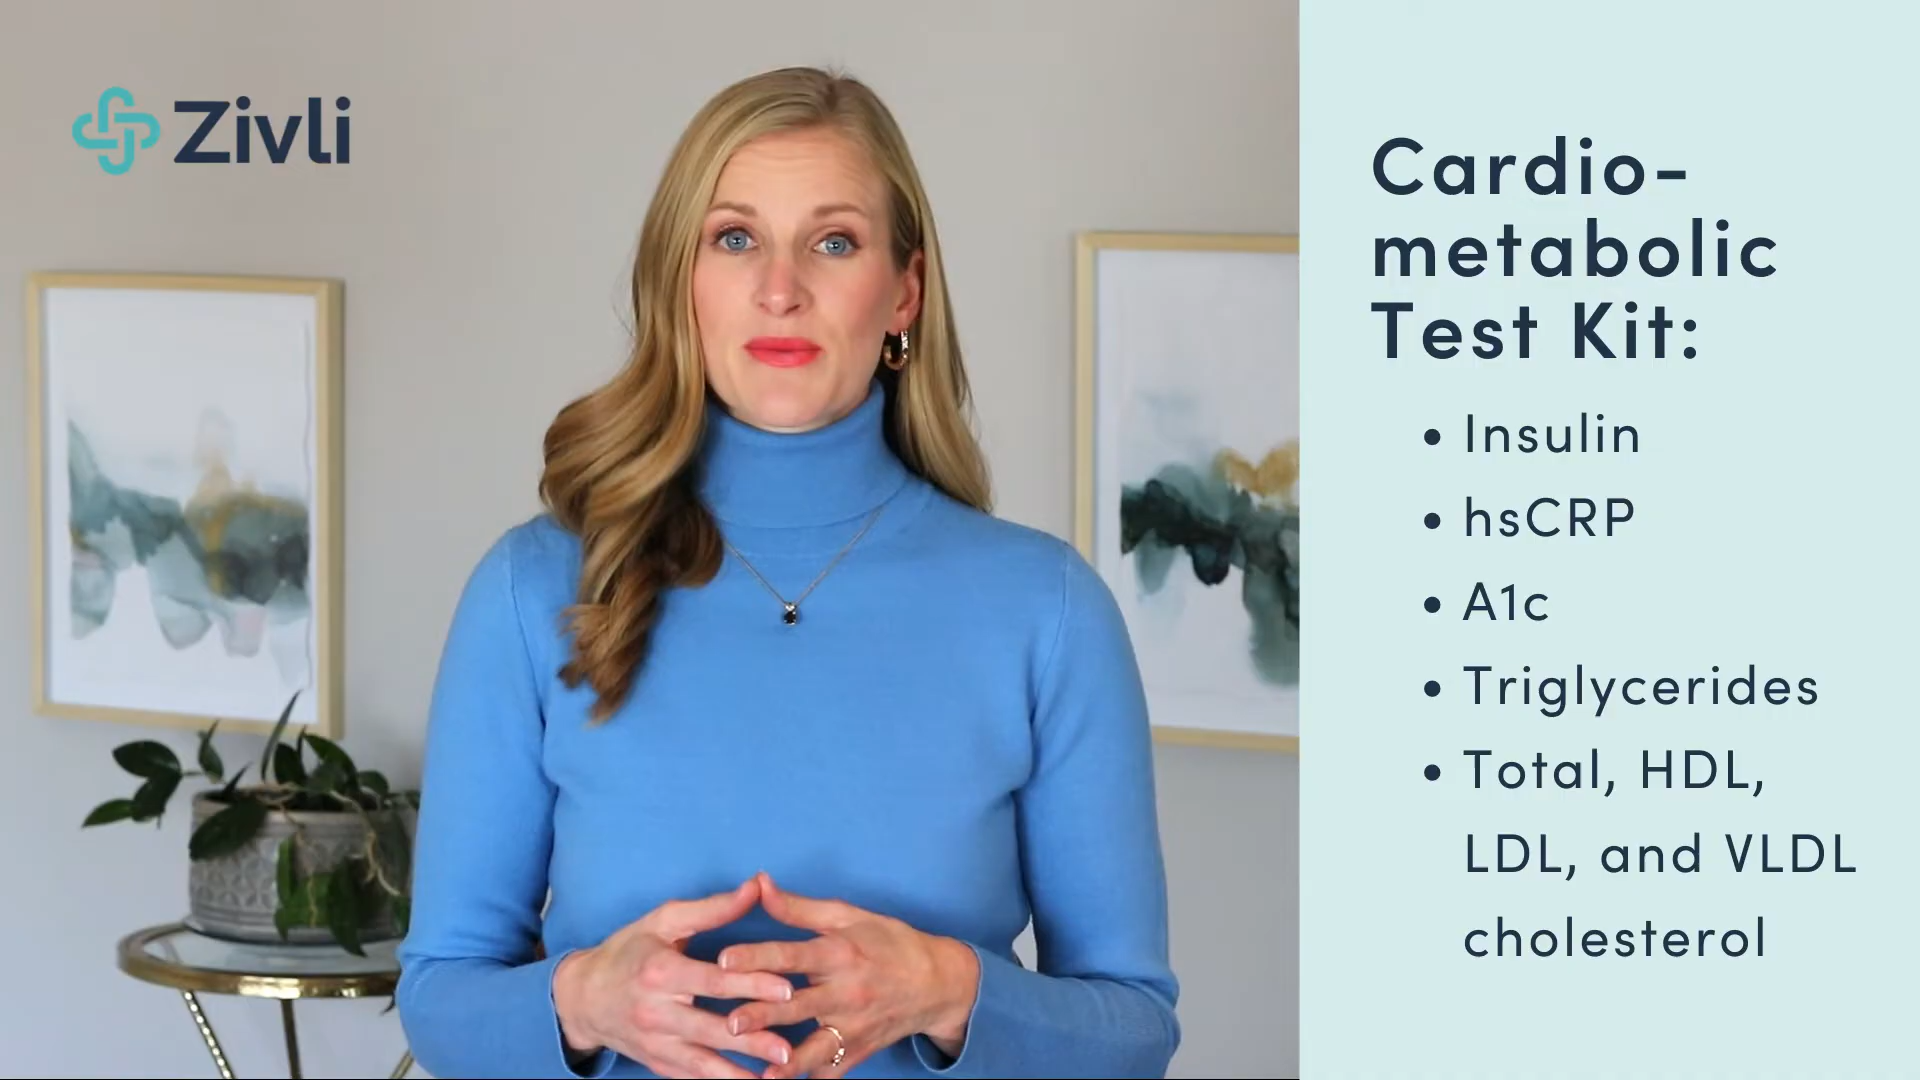 Zivli
Cardio-
metabolic
Test Kit:
• Insulin
• hsCRP
• A1c
• Triglycerides
• Total, HDL,
LDL, and VLDL
cholesterol